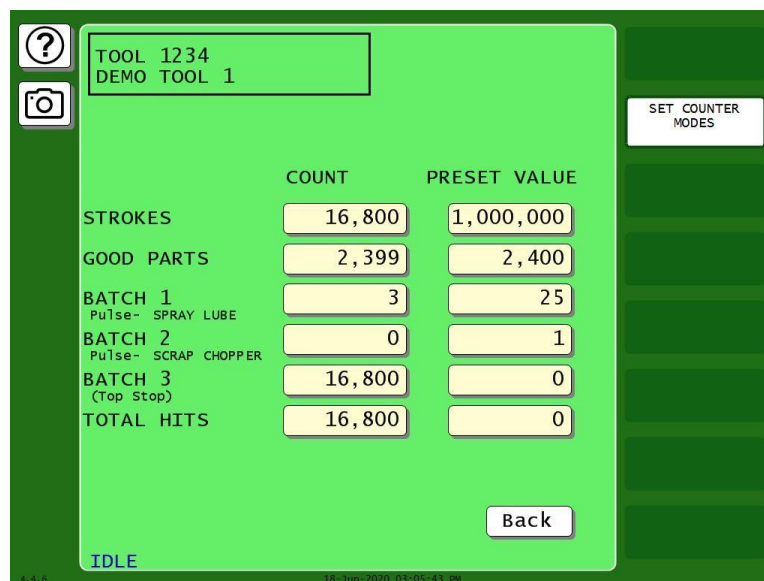 ?
TOOL 1234
DEMO TOOL 1
SET COUNTER
MODES
COUNT PRESET VALUE
STROKES 16,800 1,000,000
GOOD PARTS 2,399 2,400
BATCH 1 3 25
Pulse- SPRAY LUBE
BATCH 2 0 1
Pulse- SCRAP CHOPPER
BATCH 3 16,800 0
(Top Stop)
TOTAL HITS 16,800 0
Back
IDLE
4.4.6 18-Jun-2020 03:05:43 PM